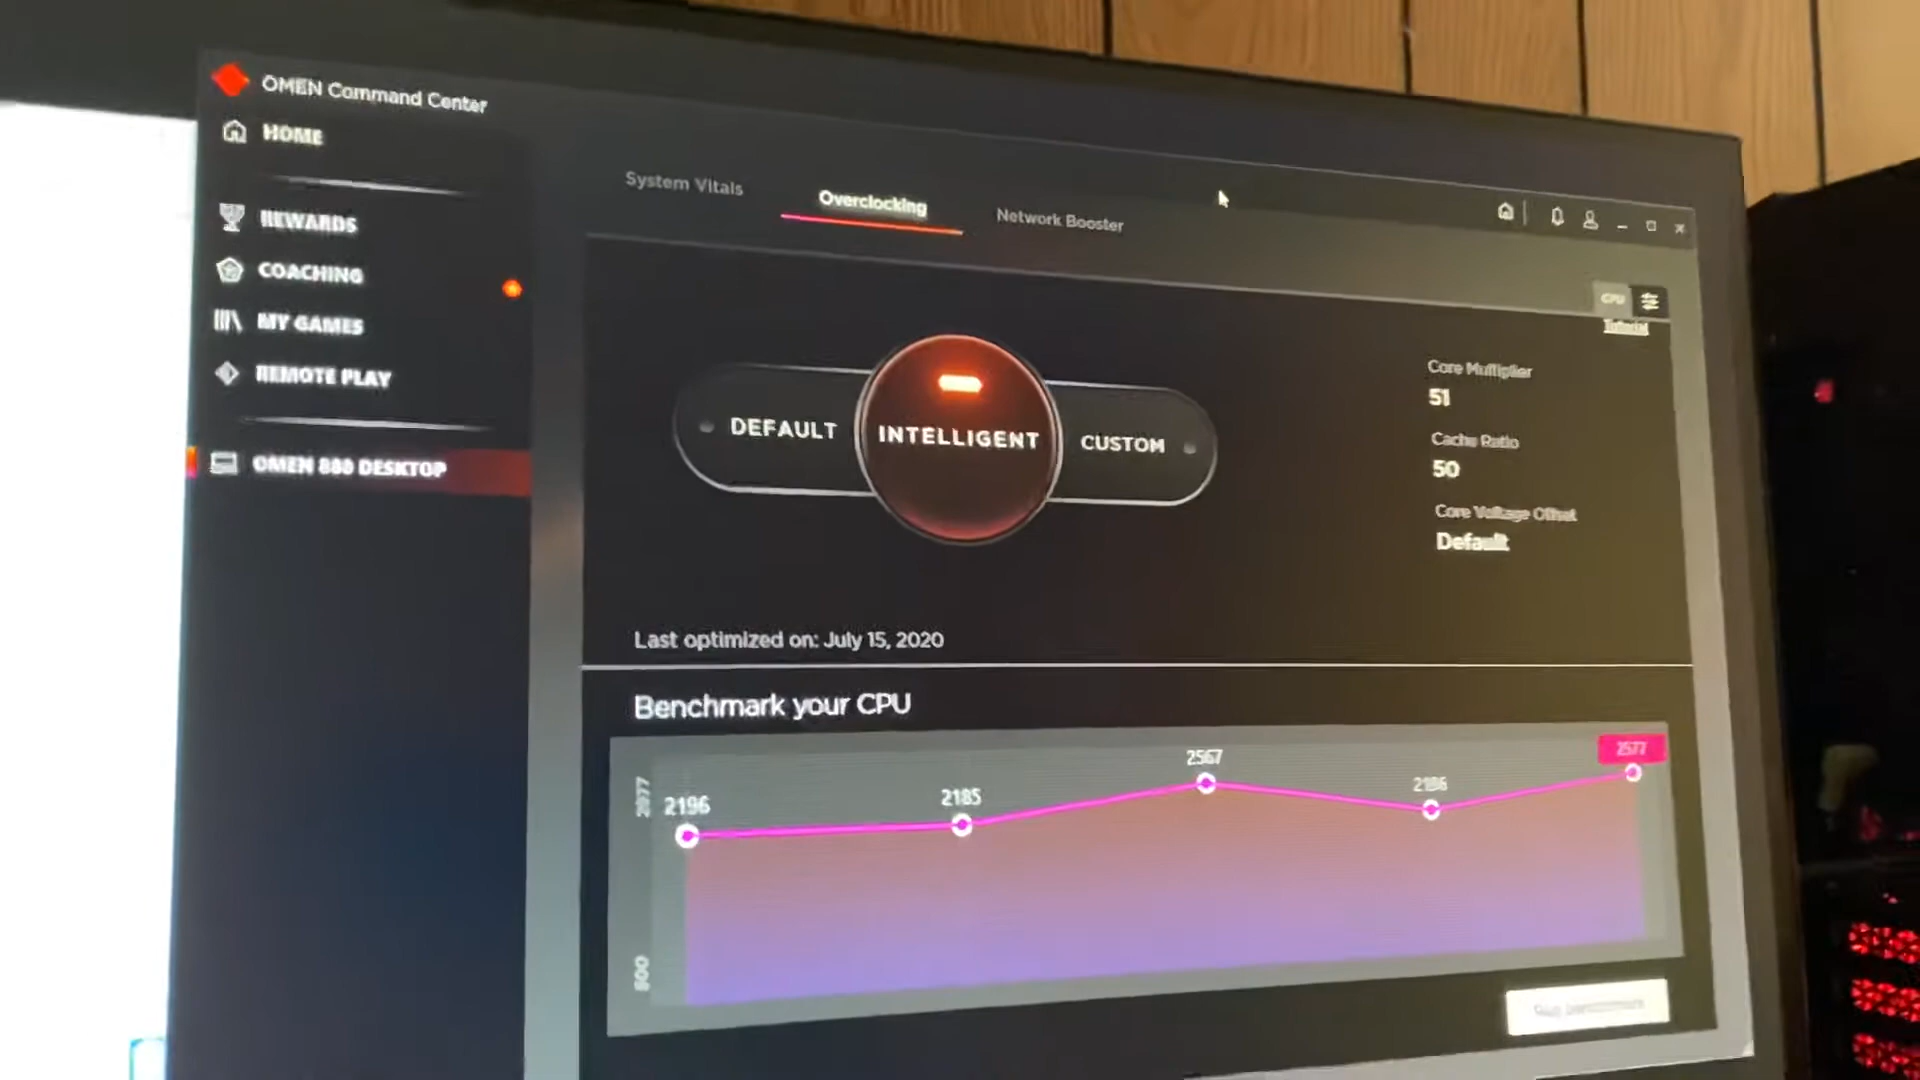 OMEN Command Center
HOME
REWARDS
COACHING
MY GAMES
REMOTE PLAY
OMEN 880 DESKTOP
System Vitals
Overclocking
Network Booster
CPU
Tutorial
DEFAULT
INTELLIGENT
CUSTOM
Core Multiplier
51
Cache Ratio
50
Core Voltage Offset
Default
Last optimized on: July 15, 2020
Benchmark your CPU
2196
2185
2567
2186
2577